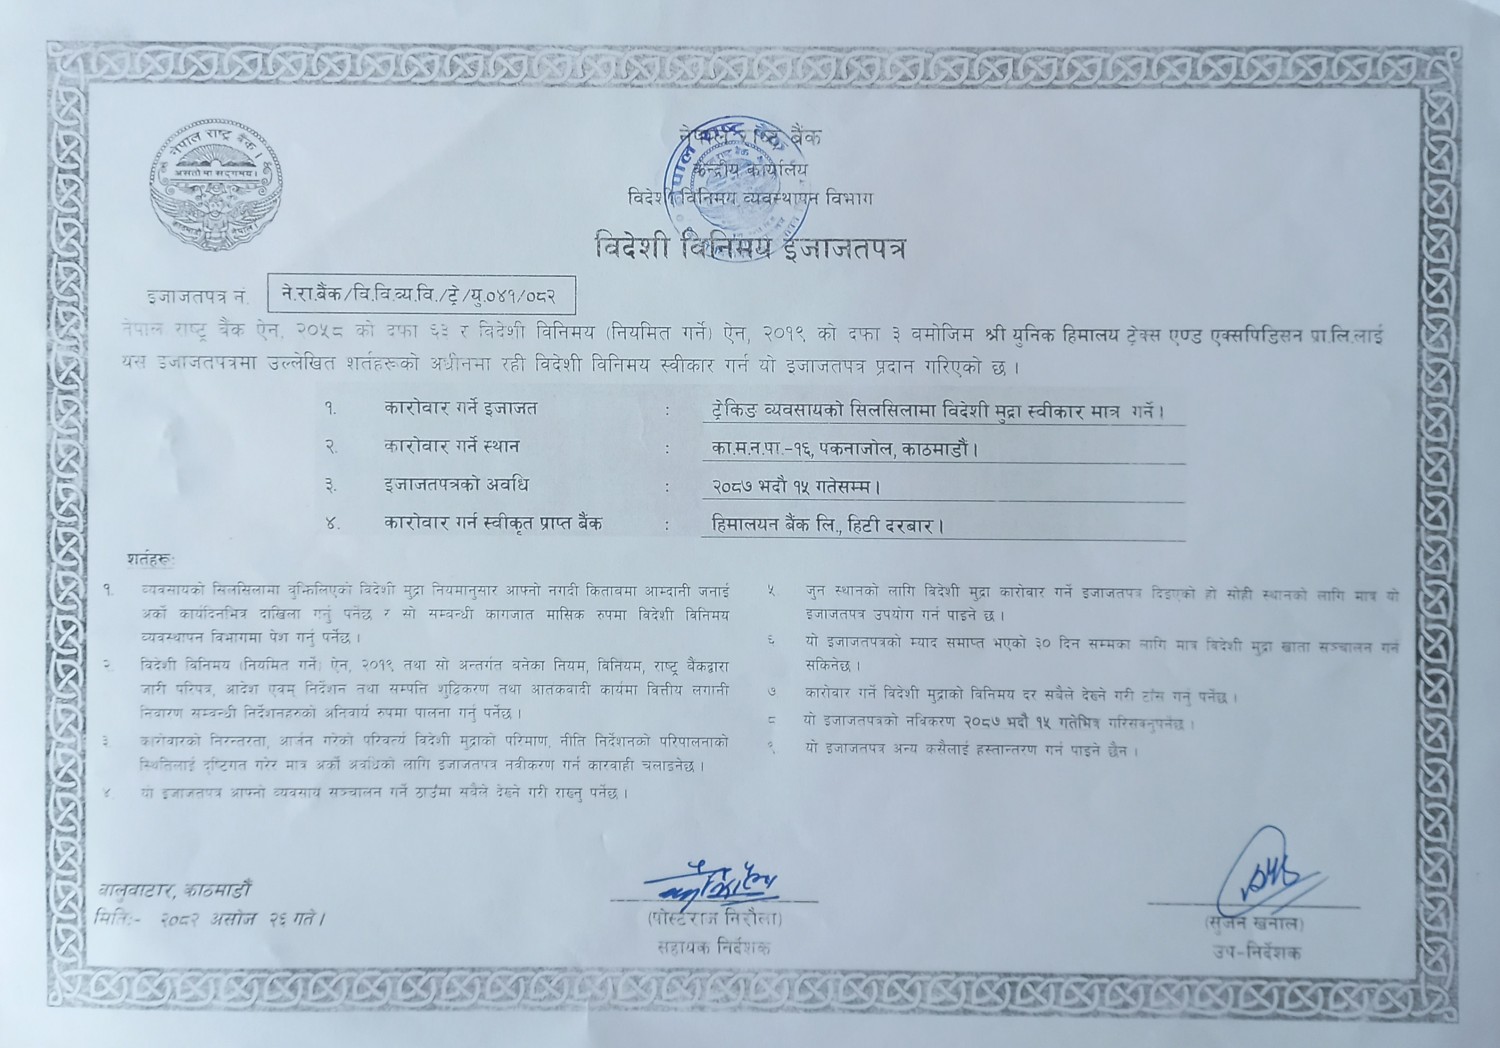 नेपाल राष्ट्र बैंक।
असतोमा सदगमय।
काठमाडौं नेपाल।
नेपाल राष्ट्र बैंक
केन्द्रीय कार्यालय
विदेशी विनिमय व्यवस्थापन विभाग
विदेशी विनिमय इजाजतपत्र
इजाजतपत्र नं. ने.रा.बैंक/वि.वि.व्य.वि./ट्रे/यु.०४१/०८२
नेपाल राष्ट्र बैंक ऐन, २०५८ को दफा ६३ र विदेशी विनिमय (नियमित गर्ने) ऐन, २०१९ को दफा ३ बमोजिम श्री युनिक हिमालय ट्रेक्स एण्ड एक्सपिडिसन प्रा.लि.लाई
यस इजाजतपत्रमा उल्लेखित शर्तहरूको अधीनमा रही विदेशी विनिमय स्वीकार गर्न यो इजाजतपत्र प्रदान गरिएको छ ।
१. कारोवार गर्ने इजाजत : ट्रेकिङ व्यवसायको सिलसिलामा विदेशी मुद्रा स्वीकार मात्र गर्ने।
२. कारोवार गर्ने स्थान : का.म.न.पा.-१६, पकनाजोल, काठमाडौं।
३. इजाजतपत्रको अवधि : २०८७ भदौ १५ गतेसम्म।
४. कारोवार गर्न स्वीकृत प्राप्त बैंक : हिमालयन बैंक लि., हिटी दरबार।
शर्तहरू:
१. व्यवसायको सिलसिलामा बुझिलिएको विदेशी मुद्रा नियमानुसार आफ्नो नगदी किताबमा आम्दानी जनाई
अर्को कार्यदिनभित्र दाखिला गर्नु पर्नेछ र सो सम्बन्धी कागजात मासिक रुपमा विदेशी विनिमय
व्यवस्थापन विभागमा पेश गर्नु पर्नेछ ।
२. विदेशी विनिमय (नियमित गर्ने) ऐन, २०१९ तथा सो अन्तर्गत बनेका नियम, विनियम, राष्ट्र बैंकद्वारा
जारी परिपत्र, आदेश एवम् निर्देशन तथा सम्पत्ति शुद्धिकरण तथा आतंकवादी कार्यमा वित्तीय लगानी
निवारण सम्बन्धी निर्देशनहरुको अनिवार्य रुपमा पालना गर्नु पर्नेछ ।
३. कारोवारको निरन्तरता, आर्जन गरेको परिवर्त्य विदेशी मुद्राको परिमाण, नीति निर्देशनको परिपालनाको
स्थितिलाई दृष्टिगत गरेर मात्र अर्को अवधिको लागि इजाजतपत्र नवीकरण गर्न कारवाही चलाइनेछ ।
४. यो इजाजतपत्र आफ्नो व्यवसाय सञ्चालन गर्ने ठाउँमा सबैले देख्ने गरी राख्नु पर्नेछ ।
५. जुन स्थानको लागि विदेशी मुद्रा कारोवार गर्ने इजाजतपत्र दिइएको हो सोही स्थानको लागि मात्र यो
इजाजतपत्र उपयोग गर्न पाइने छ ।
६. यो इजाजतपत्रको म्याद समाप्त भएको ३० दिन सम्मका लागि मात्र विदेशी मुद्रा खाता सञ्चालन गर्न
सकिनेछ ।
७. कारोवार गर्ने विदेशी मुद्राको विनिमय दर सबैले देख्ने गरी टाँस गर्नु पर्नेछ ।
८. यो इजाजतपत्रको नविकरण २०८७ भदौ १५ गतेभित्र गरिसक्नुपर्नेछ ।
९. यो इजाजतपत्र अन्य कसैलाई हस्तान्तरण गर्न पाइने छैन ।
बालुवाटार, काठमाडौं
मिति:- २०८२ असोज २६ गते।
(पोस्टराज निरौला)
सहायक निर्देशक
(सुजन खनाल)
उप-निर्देशक